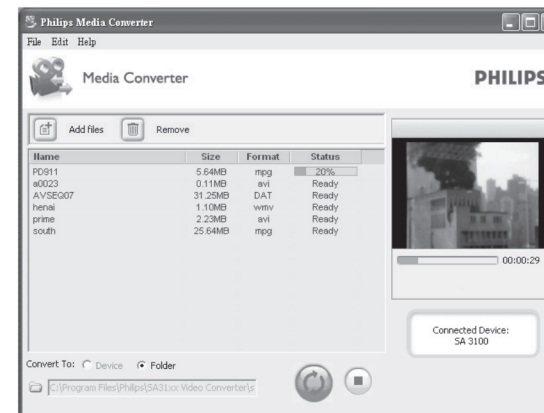 Philips Media Converter
File Edit Help
Media Converter
PHILIPS
Add files Remove
Name Size Format Status
PD911 5.64MB mpg 20%
a0023 0.11MB avi Ready
AVSEQ07 31.25MB DAT Ready
henai 1.10MB wmv Ready
prime 2.23MB avi Ready
south 25.64MB mpg Ready
00:00:29
Connected Device:
SA 3100
Convert To: Device Folder
C:\Program Files\Philips\SA31xx Video Converter\s